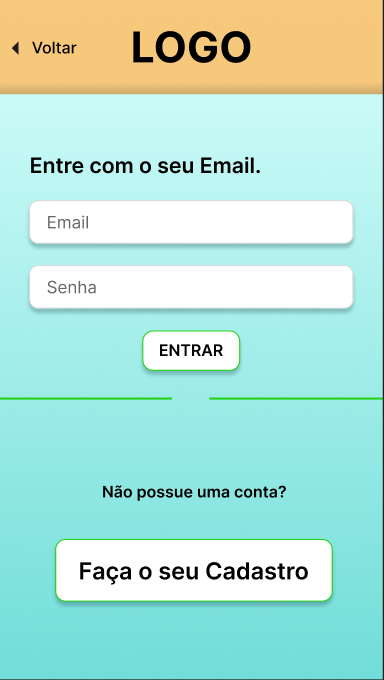 Voltar
LOGO
Entre com o seu Email.
Email
Senha
ENTRAR
Não possue uma conta?
Faça o seu Cadastro